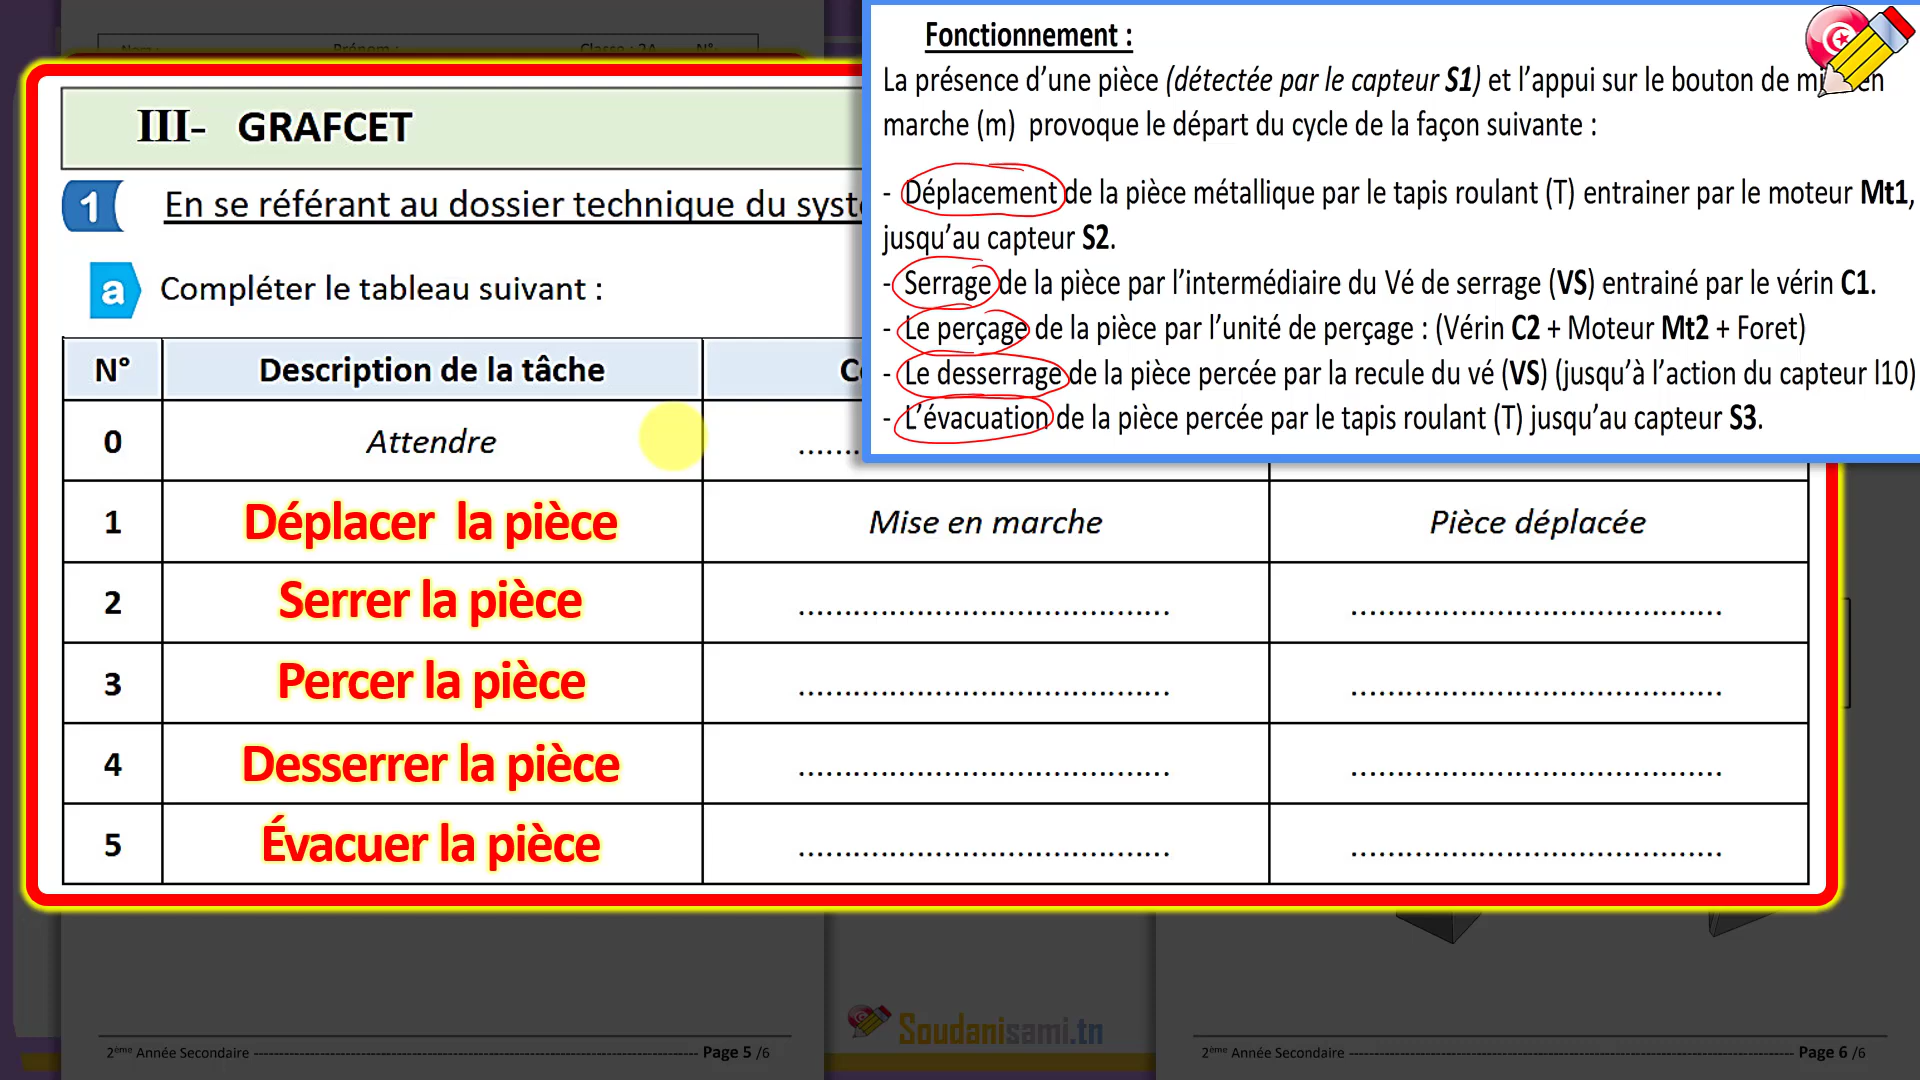 Nom : Prénom : Classe : 2A N°
III- GRAFCET
1 En se référant au dossier technique du syst
a Compléter le tableau suivant :
N° Description de la tâche C
0 Attendre .......
1 Déplacer la pièce Mise en marche Pièce déplacée
2 Serrer la pièce ........................................ ........................................
3 Percer la pièce ........................................ ........................................
4 Desserrer la pièce ........................................ ........................................
5 Évacuer la pièce ........................................ ........................................
Fonctionnement :
La présence d’une pièce (détectée par le capteur S1) et l’appui sur le bouton de mi en
marche (m) provoque le départ du cycle de la façon suivante :
- Déplacement de la pièce métallique par le tapis roulant (T) entrainer par le moteur Mt1,
jusqu’au capteur S2.
- Serrage de la pièce par l’intermédiaire du Vé de serrage (VS) entrainé par le vérin C1.
- Le perçage de la pièce par l’unité de perçage : (Vérin C2 + Moteur Mt2 + Foret)
- Le desserrage de la pièce percée par la recule du vé (VS) (jusqu’à l’action du capteur l10)
- L’évacuation de la pièce percée par le tapis roulant (T) jusqu’au capteur S3.
Soudanisami.tn
2ème Année Secondaire ---------- Page 5 /6
2ème Année Secondaire ---------- Page 6 /6